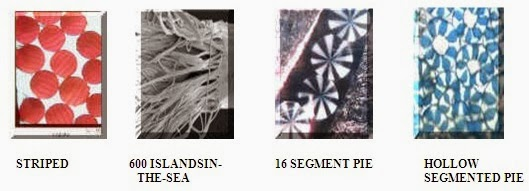 STRIPED
600 ISLANDSIN-
THE-SEA
16 SEGMENT PIE
HOLLOW
SEGMENTED PIE